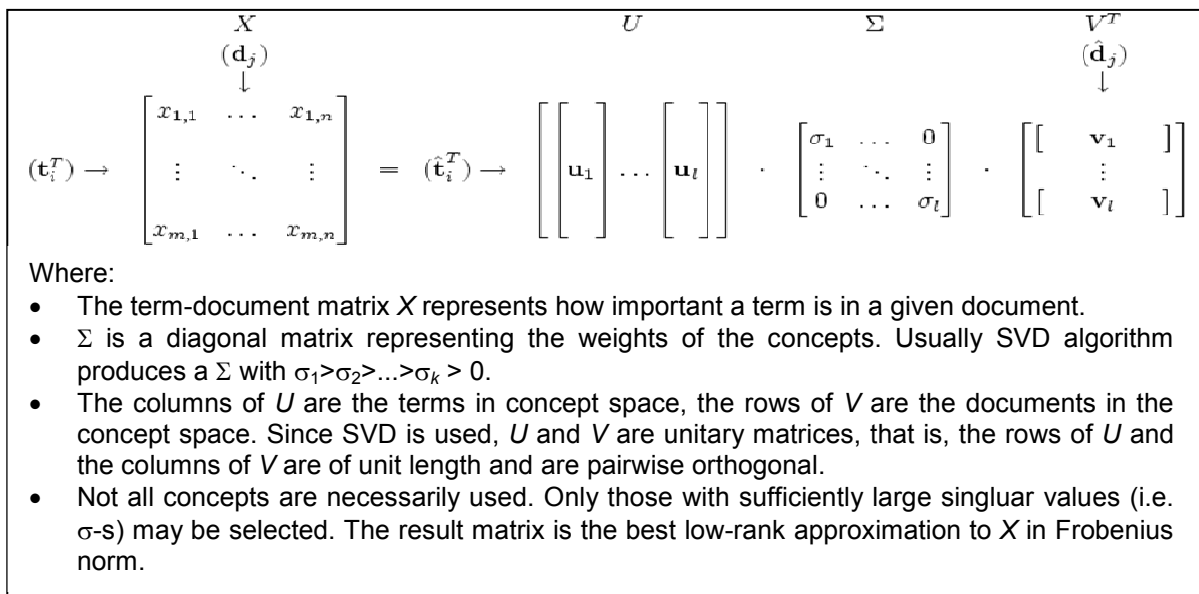 X U Σ V^T
(d_j) (d̂_j)
↓ ↓
(t_i^T) → [ x_{1,1} … x_{1,n} ⋮ ⋱ ⋮ x_{m,1} … x_{m,n} ] = (t̂_i^T) → [ [ u_1 ] … [ u_l ] ] · [ σ_1 … 0 ⋮ ⋱ ⋮ 0 … σ_l ] · [ [ v_1 ] ⋮ [ v_l ] ]
Where:
• The term-document matrix X represents how important a term is in a given document.
• Σ is a diagonal matrix representing the weights of the concepts. Usually SVD algorithm
produces a Σ with σ₁>σ₂>...>σ_k > 0.
• The columns of U are the terms in concept space, the rows of V are the documents in the
concept space. Since SVD is used, U and V are unitary matrices, that is, the rows of U and
the columns of V are of unit length and are pairwise orthogonal.
• Not all concepts are necessarily used. Only those with sufficiently large singluar values (i.e.
σ-s) may be selected. The result matrix is the best low-rank approximation to X in Frobenius
norm.